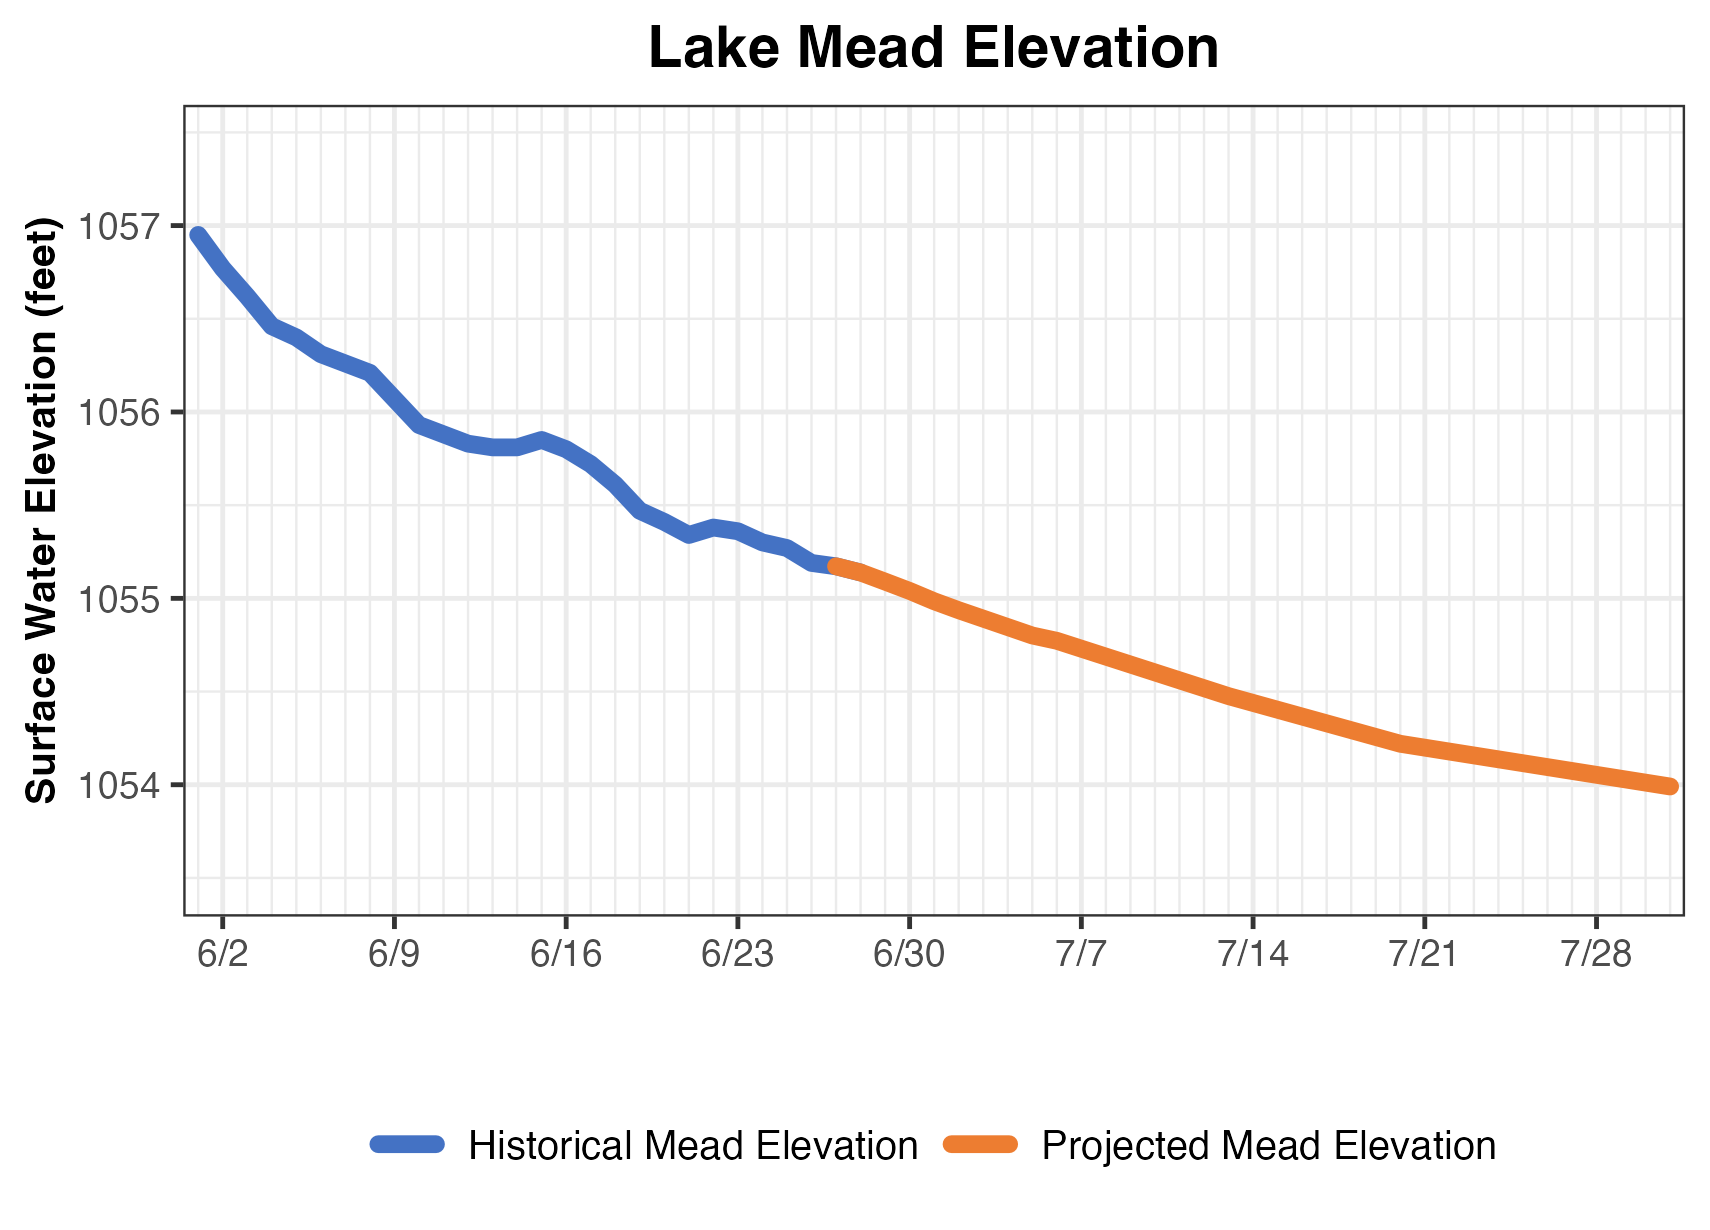 Lake Mead Elevation
Surface Water Elevation (feet)
1057
1056
1055
1054
6/2 6/9 6/16 6/23 6/30 7/7 7/14 7/21 7/28
Historical Mead Elevation Projected Mead Elevation